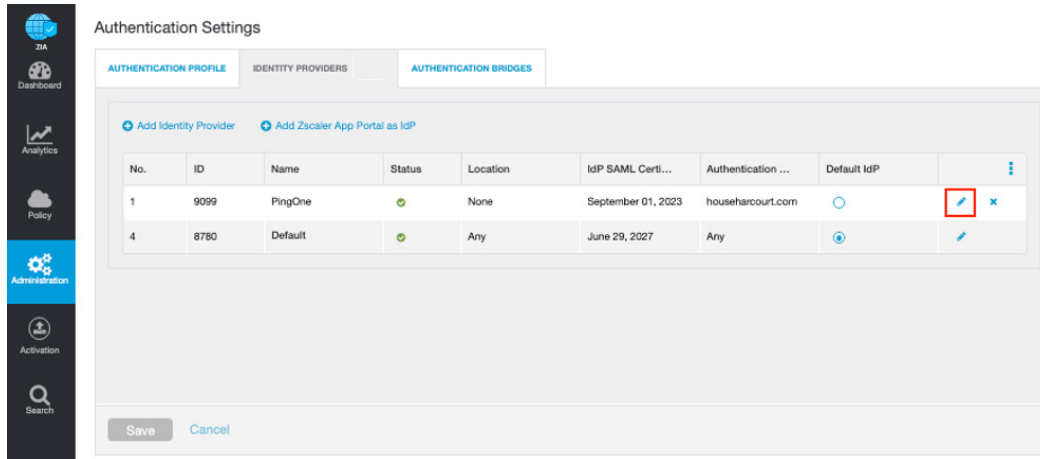 ZIA
Dashboard
Analytics
Policy
Administration
Activation
Search
Authentication Settings
AUTHENTICATION PROFILE IDENTITY PROVIDERS AUTHENTICATION BRIDGES
Add Identity Provider Add Zscaler App Portal as IdP
No. ID Name Status Location IdP SAML Certi... Authentication ... Default IdP
1 9099 PingOne None September 01, 2023 househarcourt.com
4 8780 Default Any June 29, 2027 Any
Save Cancel